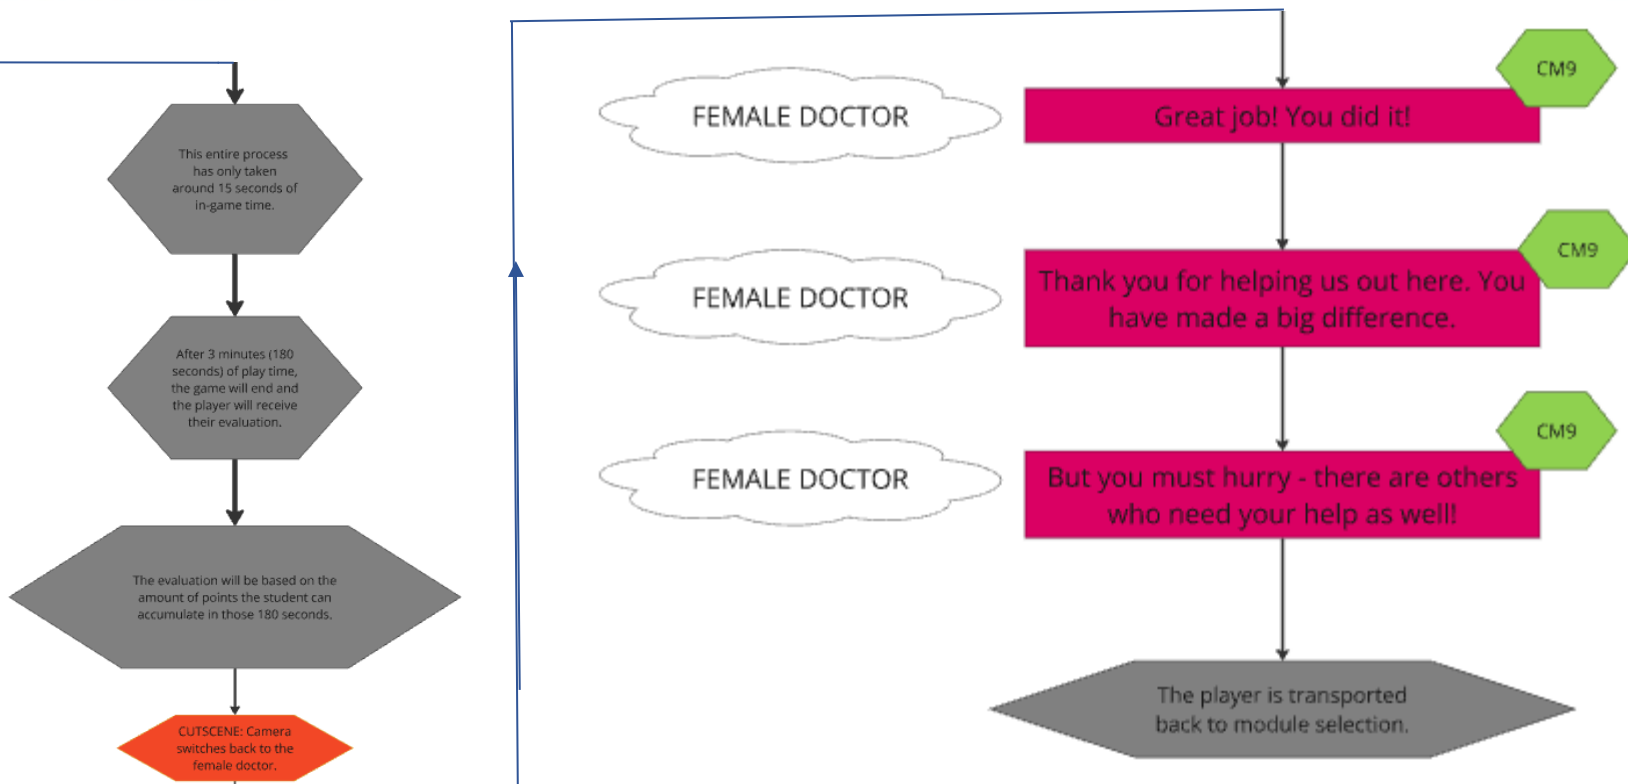 This entire process
has only taken
around 15 seconds of
in-game time.
After 3 minutes (180
seconds) of play time,
the game will end and
the player will receive
their evaluation.
The evaluation will be based on the
amount of points the student can
accumulate in those 180 seconds.
CUTSCENE: Camera
switches back to the
female doctor.
FEMALE DOCTOR
Great job! You did it!
CM9
FEMALE DOCTOR
Thank you for helping us out here. You
have made a big difference.
CM9
FEMALE DOCTOR
But you must hurry - there are others
who need your help as well!
CM9
The player is transported
back to module selection.